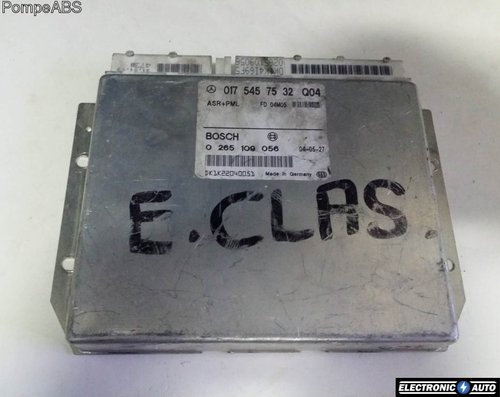 PompeABS
017 545 75 32 Q04
ASR+PML FD 04M05
BOSCH
0 265 109 056
04-05-27
DK1K22040051 Made in Germany
E.CLAS
ELECTRONIC AUTO